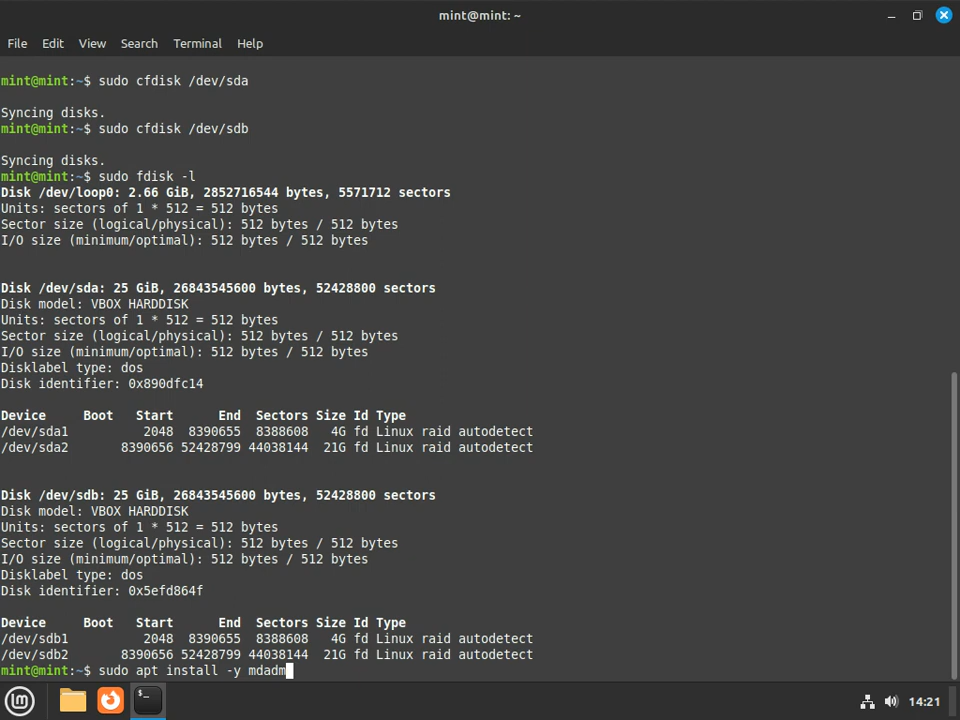 mint@mint: ~
File Edit View Search Terminal Help
mint@mint:~$ sudo cfdisk /dev/sda
Syncing disks.
mint@mint:~$ sudo cfdisk /dev/sdb
Syncing disks.
mint@mint:~$ sudo fdisk -l
Disk /dev/loop0: 2.66 GiB, 2852716544 bytes, 5571712 sectors
Units: sectors of 1 * 512 = 512 bytes
Sector size (logical/physical): 512 bytes / 512 bytes
I/O size (minimum/optimal): 512 bytes / 512 bytes
Disk /dev/sda: 25 GiB, 26843545600 bytes, 52428800 sectors
Disk model: VBOX HARDDISK
Units: sectors of 1 * 512 = 512 bytes
Sector size (logical/physical): 512 bytes / 512 bytes
I/O size (minimum/optimal): 512 bytes / 512 bytes
Disklabel type: dos
Disk identifier: 0x890dfc14
Device     Boot   Start      End  Sectors Size Id Type
/dev/sda1          2048  8390655  8388608   4G fd Linux raid autodetect
/dev/sda2       8390656 52428799 44038144  21G fd Linux raid autodetect
Disk /dev/sdb: 25 GiB, 26843545600 bytes, 52428800 sectors
Disk model: VBOX HARDDISK
Units: sectors of 1 * 512 = 512 bytes
Sector size (logical/physical): 512 bytes / 512 bytes
I/O size (minimum/optimal): 512 bytes / 512 bytes
Disklabel type: dos
Disk identifier: 0x5efd864f
Device     Boot   Start      End  Sectors Size Id Type
/dev/sdb1          2048  8390655  8388608   4G fd Linux raid autodetect
/dev/sdb2       8390656 52428799 44038144  21G fd Linux raid autodetect
mint@mint:~$ sudo apt install -y mdadm
14:21